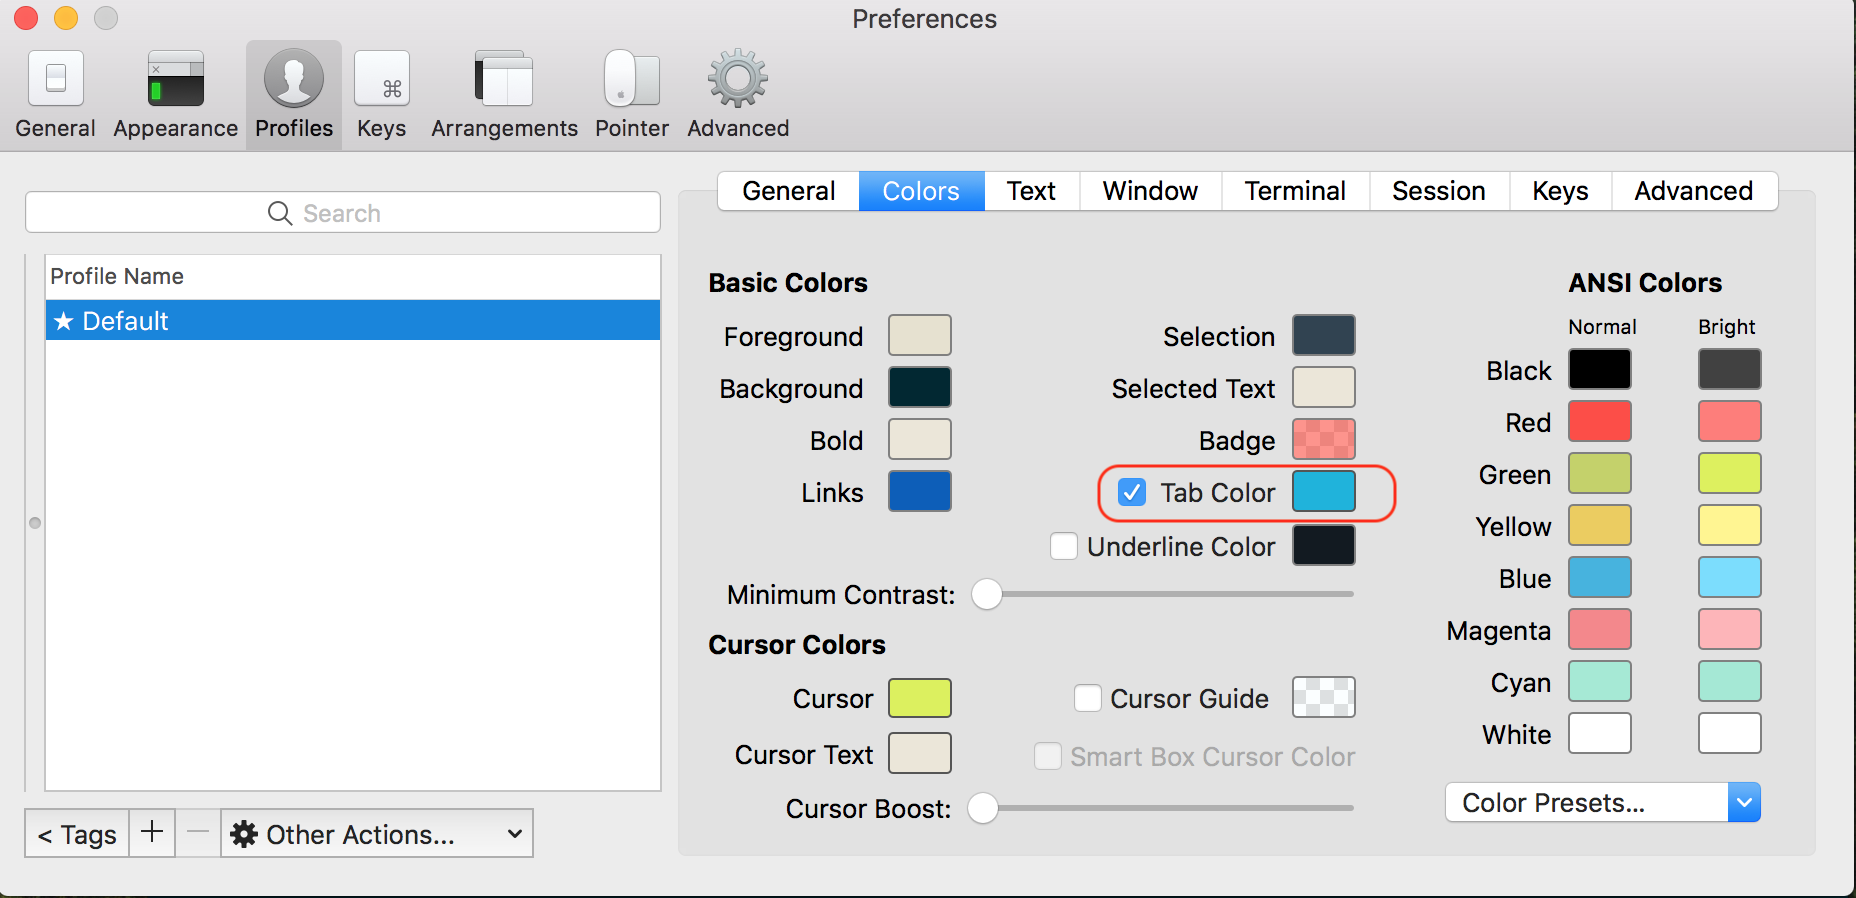 Preferences
General Appearance Profiles Keys Arrangements Pointer Advanced
Search
Profile Name
★ Default
< Tags + − Other Actions...
General Colors Text Window Terminal Session Keys Advanced
Basic Colors
Foreground
Background
Bold
Links
Selection
Selected Text
Badge
Tab Color
Underline Color
Minimum Contrast:
Cursor Colors
Cursor
Cursor Text
Cursor Boost:
Cursor Guide
Smart Box Cursor Color
ANSI Colors
Normal Bright
Black
Red
Green
Yellow
Blue
Magenta
Cyan
White
Color Presets...